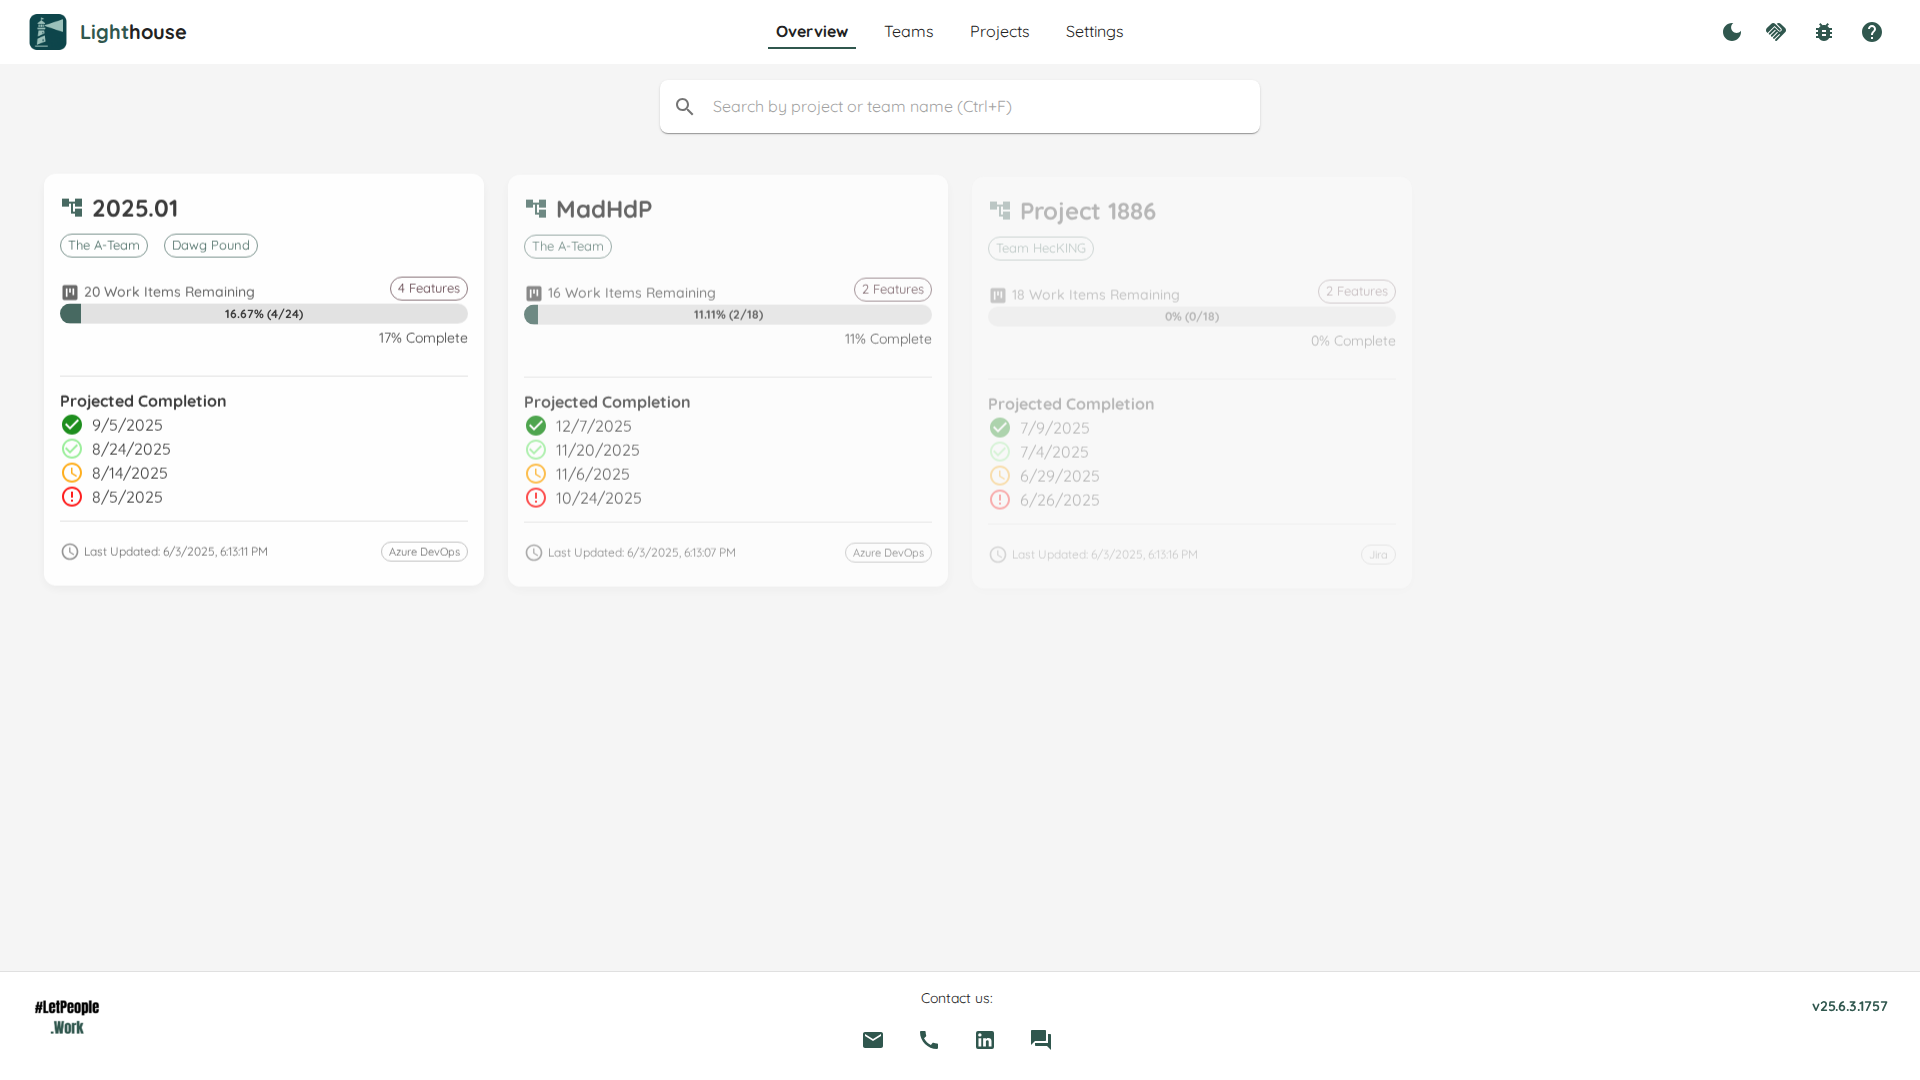 Lighthouse
Overview Teams Projects Settings
Search by project or team name (Ctrl+F)
2025.01
The A-Team Dawg Pound
20 Work Items Remaining 4 Features
16.67% (4/24)
17% Complete
Projected Completion
9/5/2025
8/24/2025
8/14/2025
8/5/2025
Last Updated: 6/3/2025, 6:13:11 PM Azure DevOps
MadHdP
The A-Team
16 Work Items Remaining 2 Features
11.11% (2/18)
11% Complete
Projected Completion
12/7/2025
11/20/2025
11/6/2025
10/24/2025
Last Updated: 6/3/2025, 6:13:07 PM Azure DevOps
Project 1886
Team HecKING
18 Work Items Remaining 2 Features
0% (0/18)
0% Complete
Projected Completion
7/9/2025
7/4/2025
6/29/2025
6/26/2025
Last Updated: 6/3/2025, 6:13:16 PM Jira
#LetPeople
.Work
Contact us:
v25.6.3.1757